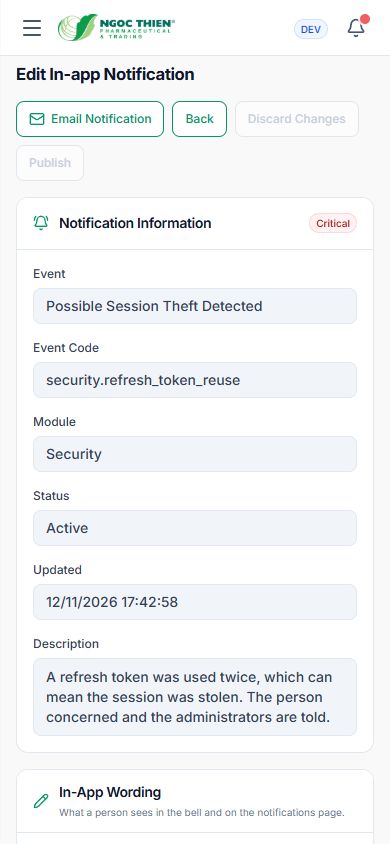 NGOC THIEN®
PHARMACEUTICAL
& TRADING
DEV
Edit In-app Notification
Email Notification
Back
Discard Changes
Publish
Notification Information
Critical
Event
Possible Session Theft Detected
Event Code
security.refresh_token_reuse
Module
Security
Status
Active
Updated
12/11/2026 17:42:58
Description
A refresh token was used twice, which can
mean the session was stolen. The person
concerned and the administrators are told.
In-App Wording
What a person sees in the bell and on the notifications page.